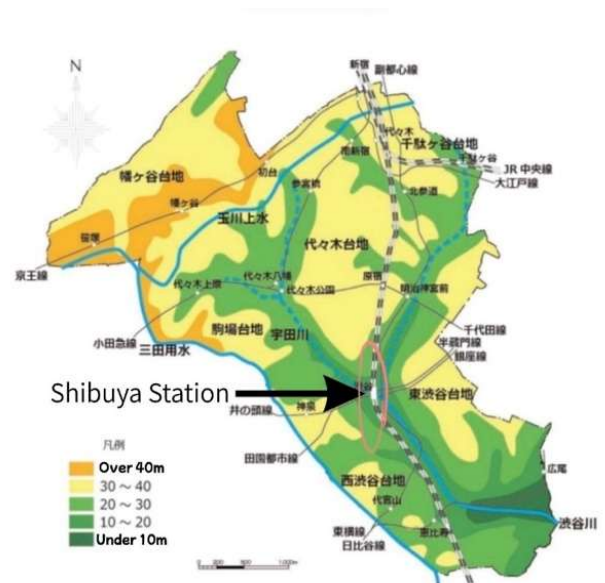 N
新宿
副都心線
代々木
千駄ヶ谷台地
南新宿
千駄ヶ谷
JR 中央線
大江戸線
幡ヶ谷台地
初台
参宮橋
北参道
幡ヶ谷
玉川上水
笹塚
代々木台地
京王線
代々木上原
代々木八幡
代々木公園
原宿
明治神宮前
小田急線
三田用水
駒場台地
宇田川
千代田線
半蔵門線
銀座線
Shibuya Station
渋谷
東渋谷台地
井の頭線
神泉
田園都市線
凡例
Over 40m
30 ～ 40
20 ～ 30
10 ～ 20
Under 10m
西渋谷台地
代官山
広尾
東横線
日比谷線
恵比寿
渋谷川